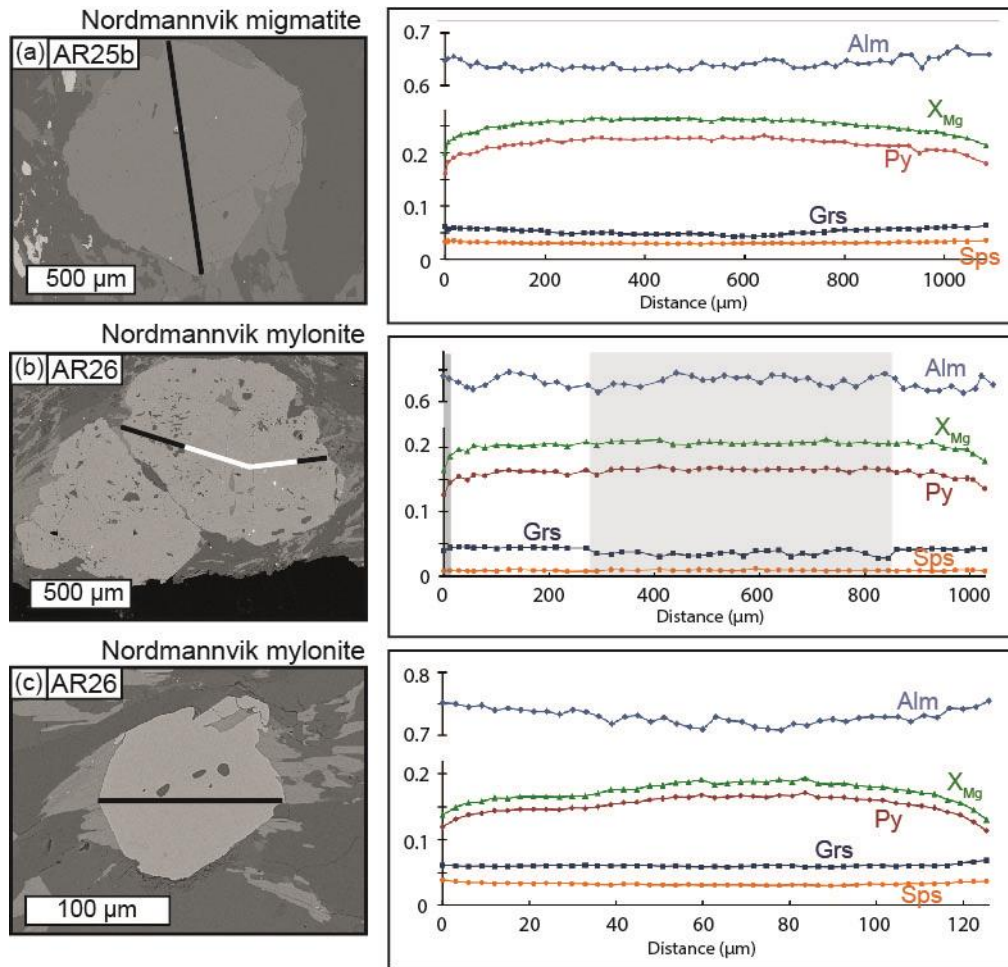 Nordmannvik migmatite
(a) AR25b
500 µm
0.7
0.6
0.2
0.1
0
Alm
X_Mg
Py
Grs
Sps
0 200 400 600 800 1000
Distance (µm)
Nordmannvik mylonite
(b) AR26
500 µm
0.6
0.2
0.1
0
Alm
X_Mg
Py
Grs
Sps
0 200 400 600 800 1000
Distance (µm)
Nordmannvik mylonite
(c) AR26
100 µm
0.8
0.7
0.2
0.1
0
Alm
X_Mg
Py
Grs
Sps
0 20 40 60 80 100 120
Distance (µm)